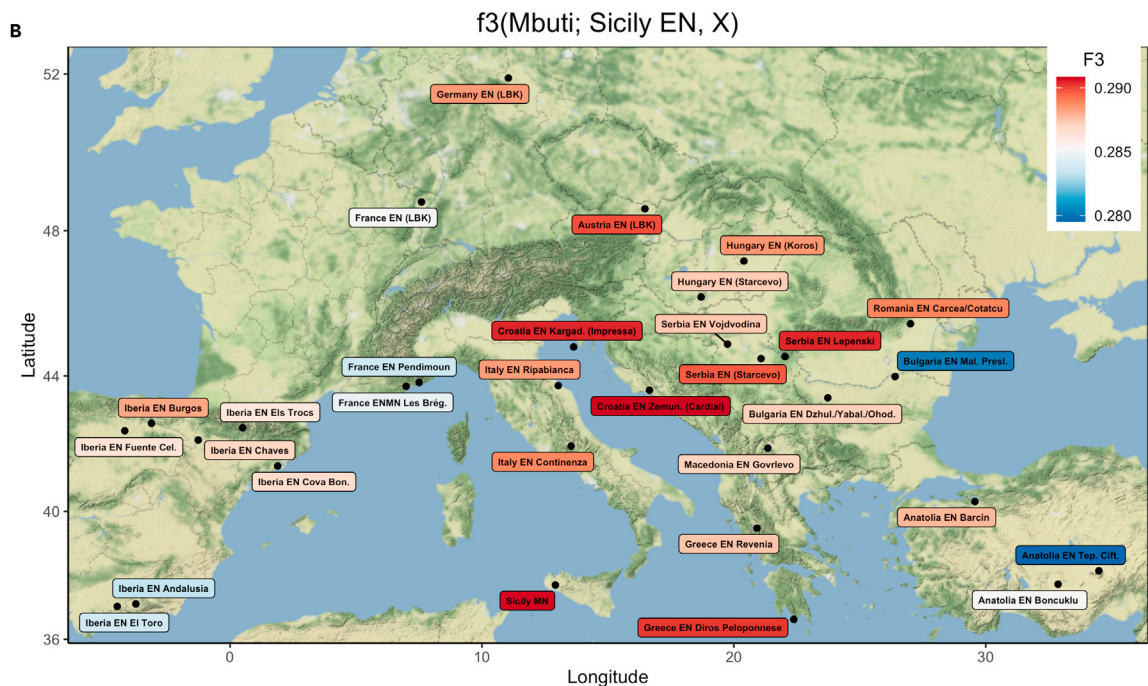 B
f3(Mbuti; Sicily EN, X)
F3
0.290
0.285
0.280
Latitude
52
48
44
40
36
Germany EN (LBK)
France EN (LBK)
Austria EN (LBK)
Hungary EN (Koros)
Hungary EN (Starcevo)
Romania EN Carcea/Cotatcu
Serbia EN Vojdvodina
Croatia EN Kargad. (Impressa)
Serbia EN Lepenski
France EN Pendimoun
Italy EN Ripabianca
Serbia EN (Starcevo)
Bulgaria EN Mal. Presl.
France ENMN Les Brég.
Croatia EN Zemun. (Cardial)
Bulgaria EN Dzhul./Yabal./Ohod.
Iberia EN Burgos
Iberia EN Els Trocs
Iberia EN Fuente Cel.
Iberia EN Chaves
Iberia EN Cova Bon.
Italy EN Continenza
Macedonia EN Govrlevo
Anatolia EN Barcin
Greece EN Revenia
Anatolia EN Tep. Cift.
Iberia EN Andalusia
Sicily MN
Anatolia EN Boncuklu
Iberia EN El Toro
Greece EN Diros Peloponnese
0
10
20
30
Longitude